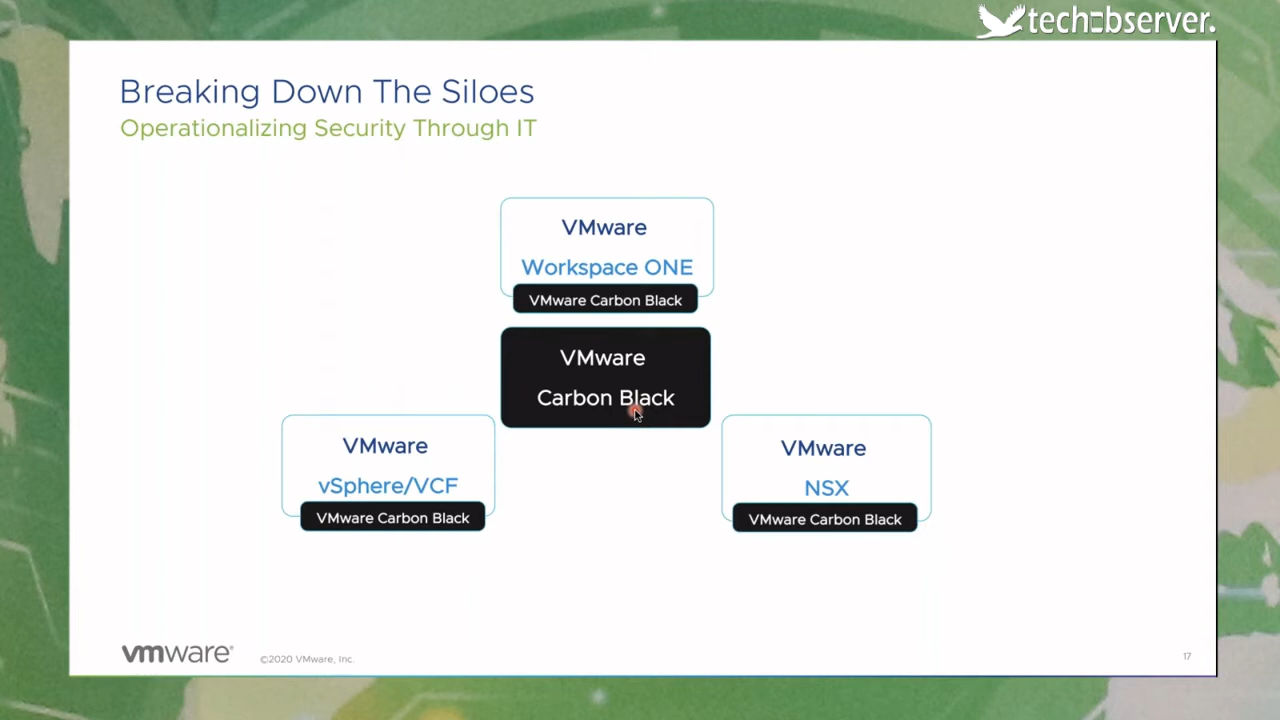 techobserver.
Breaking Down The Siloes
Operationalizing Security Through IT
VMware
Workspace ONE
VMware Carbon Black
VMware
Carbon Black
VMware
vSphere/VCF
VMware Carbon Black
VMware
NSX
VMware Carbon Black
vmware®
©2020 VMware, Inc.
17